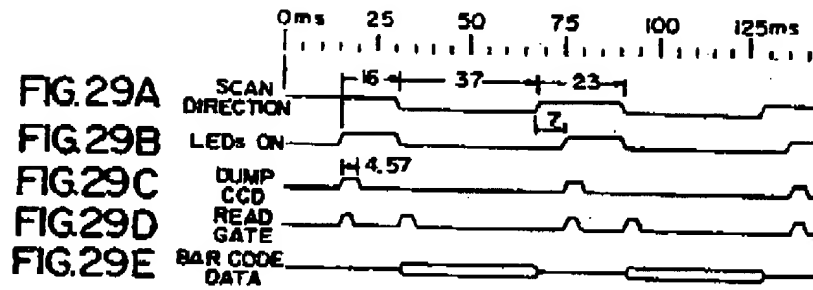 0ms 25 50 75 100 125ms
16 37 23
FIG.29A SCAN DIRECTION
7
FIG.29B LEDs ON
4.57
FIG.29C DUMP CCD
FIG.29D READ GATE
FIG.29E BAR CODE DATA